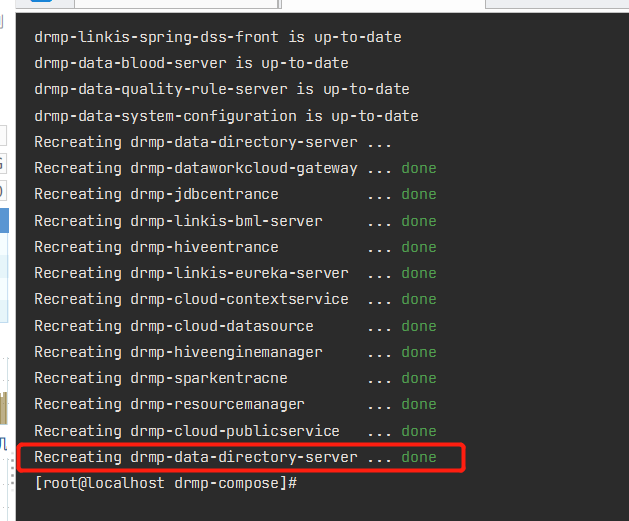 drmp-linkis-spring-dss-front is up-to-date
drmp-data-blood-server is up-to-date
drmp-data-quality-rule-server is up-to-date
drmp-data-system-configuration is up-to-date
Recreating drmp-data-directory-server ...
Recreating drmp-dataworkcloud-gateway ... done
Recreating drmp-jdbcentrance ... done
Recreating drmp-linkis-bml-server ... done
Recreating drmp-hiveentrance ... done
Recreating drmp-linkis-eureka-server ... done
Recreating drmp-cloud-contextservice ... done
Recreating drmp-cloud-datasource ... done
Recreating drmp-hiveenginemanager ... done
Recreating drmp-sparkentracne ... done
Recreating drmp-resourcemanager ... done
Recreating drmp-cloud-publicservice ... done
Recreating drmp-data-directory-server ... done
[root@localhost drmp-compose]#